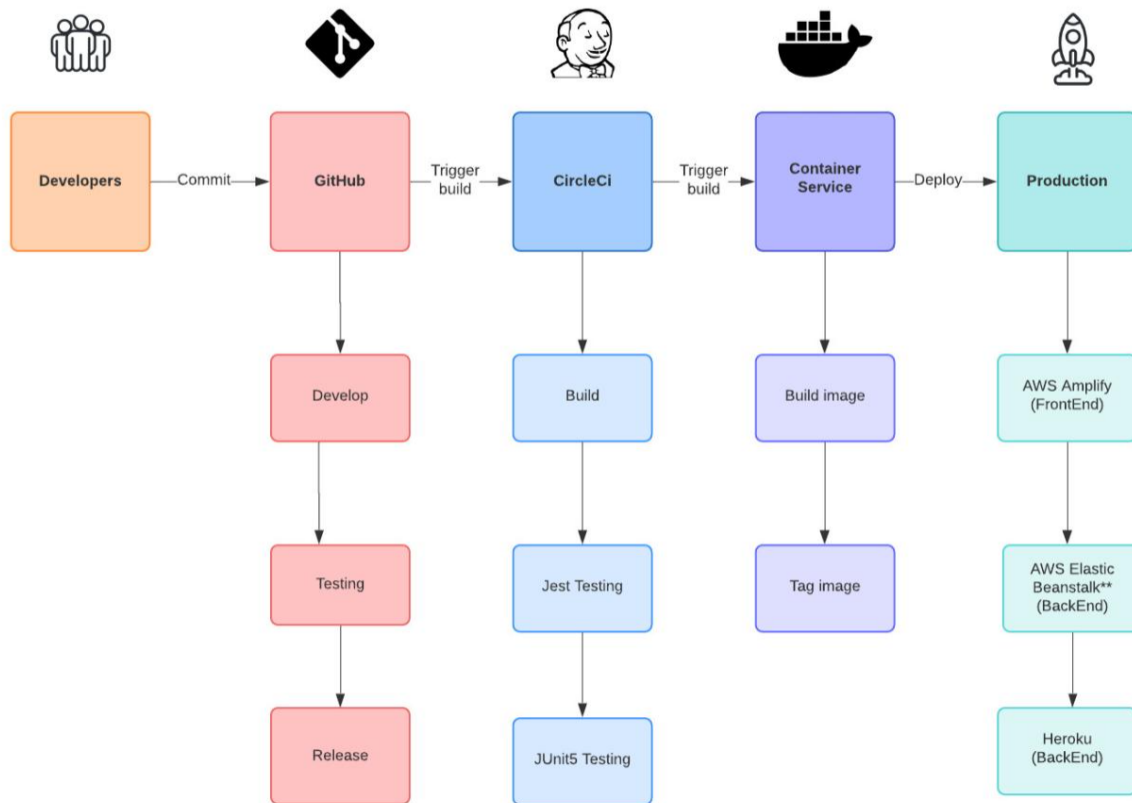 Developers
Commit
GitHub
Trigger
build
CircleCi
Trigger
build
Container
Service
Deploy
Production
Develop
Build
Build image
AWS Amplify
(FrontEnd)
Testing
Jest Testing
Tag image
AWS Elastic
Beanstalk**
(BackEnd)
Release
JUnit5 Testing
Heroku
(BackEnd)